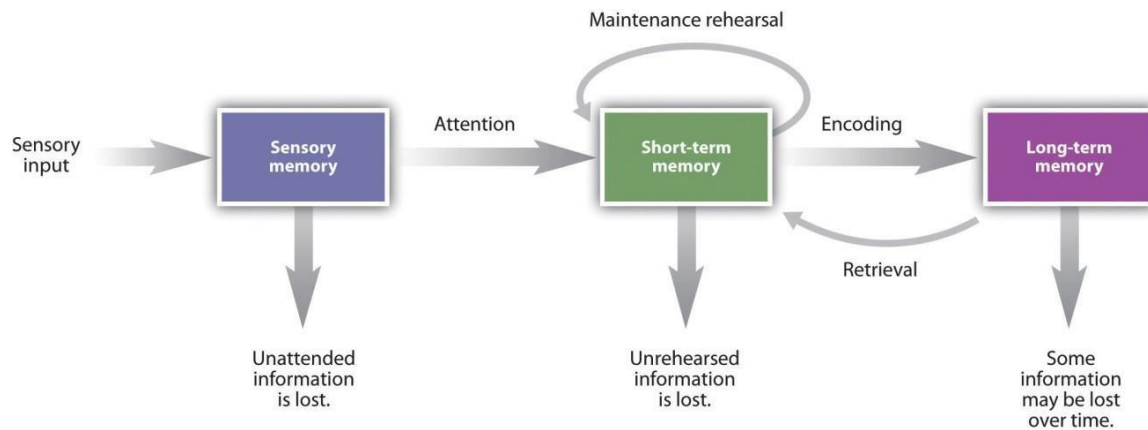 Maintenance rehearsal
Sensory
input
Sensory
memory
Attention
Short-term
memory
Encoding
Long-term
memory
Retrieval
Unattended
information
is lost.
Unrehearsed
information
is lost.
Some
information
may be lost
over time.